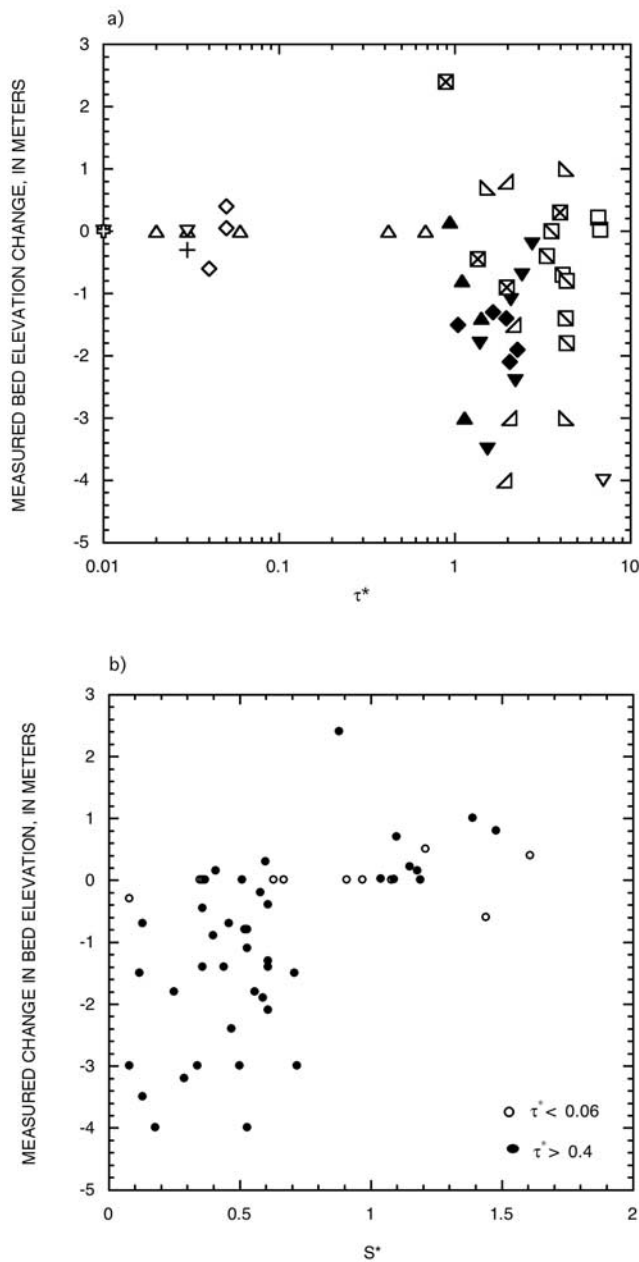 a)
3
2
1
0
-1
-2
-3
-4
-5
MEASURED BED ELEVATION CHANGE, IN METERS
0.01 0.1 1 10
τ*
b)
3
2
1
0
-1
-2
-3
-4
-5
MEASURED CHANGE IN BED ELEVATION, IN METERS
τ* < 0.06
τ* > 0.4
0 0.5 1 1.5 2
S*